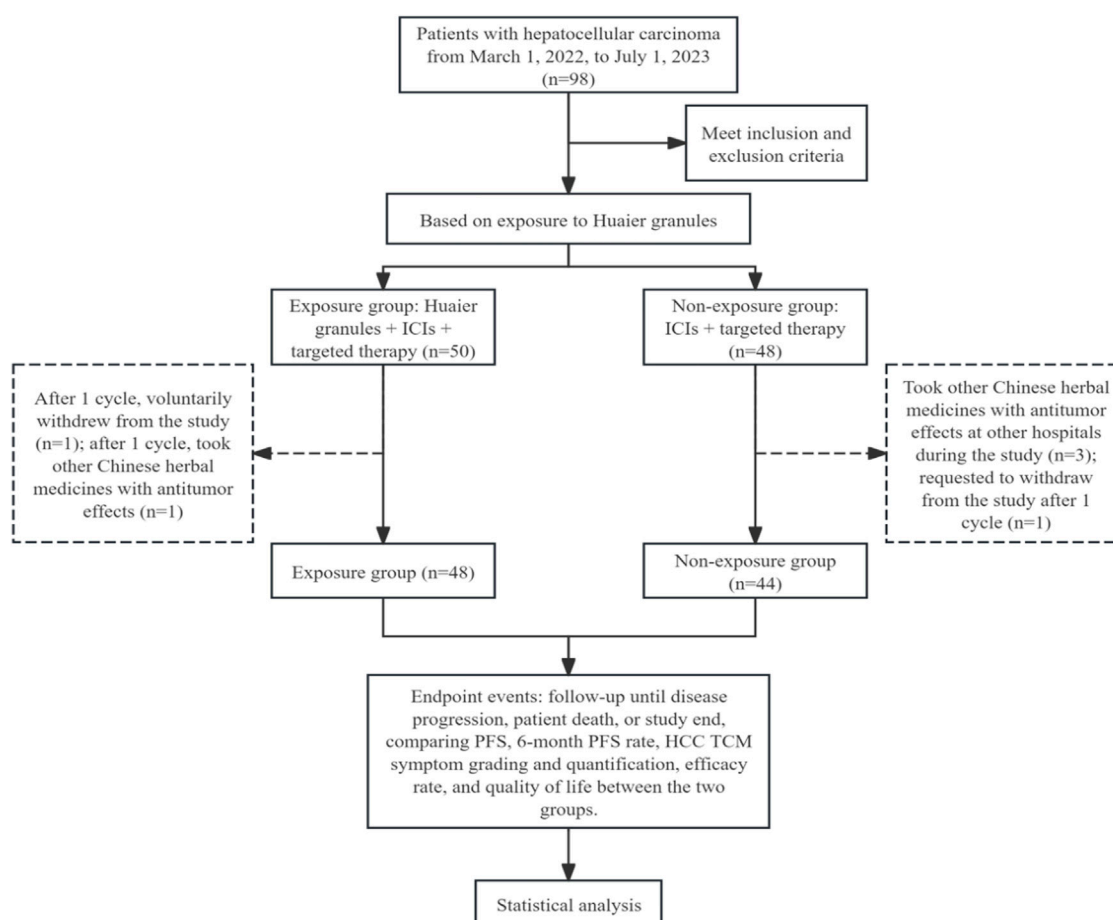 Patients with hepatocellular carcinoma
from March 1, 2022, to July 1, 2023
(n=98)
Meet inclusion and
exclusion criteria
Based on exposure to Huaier granules
Exposure group: Huaier
granules + ICIs +
targeted therapy (n=50)
Non-exposure group:
ICIs + targeted therapy
(n=48)
After 1 cycle, voluntarily
withdrew from the study
(n=1); after 1 cycle, took
other Chinese herbal
medicines with antitumor
effects (n=1)
Took other Chinese herbal
medicines with antitumor
effects at other hospitals
during the study (n=3);
requested to withdraw
from the study after 1
cycle (n=1)
Exposure group (n=48)
Non-exposure group
(n=44)
Endpoint events: follow-up until disease
progression, patient death, or study end,
comparing PFS, 6-month PFS rate, HCC TCM
symptom grading and quantification, efficacy
rate, and quality of life between the two
groups.
Statistical analysis